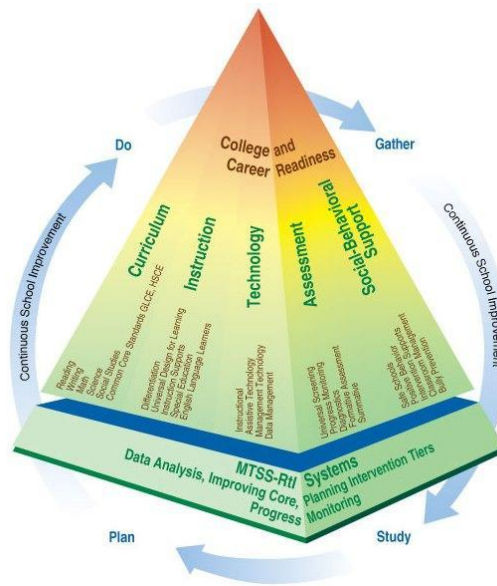 Do
Gather
College and
Career Readiness
Continuous School Improvement
Continuous School Improvement
Curriculum
Instruction
Technology
Assessment
Social-Behavioral
Support
Reading
Writing
Math
Science
Social Studies
Common Core Standards GLCE, HSCE
Differentiation
Universal Design for Learning
Instruction Supports
Special Education
English Language Learners
Instructional
Assistive Technology
Management Technology
Data Management
Universal Screening
Progress Monitoring
Diagnostic
Formative Assessment
Summative
Safe Schools
Positive Behavior
Intervention Supports
Classroom Management
Bully Prevention
MTSS-RtI Systems
Data Analysis, Improving Core, Planning Intervention Tiers
Progress Monitoring
Plan
Study